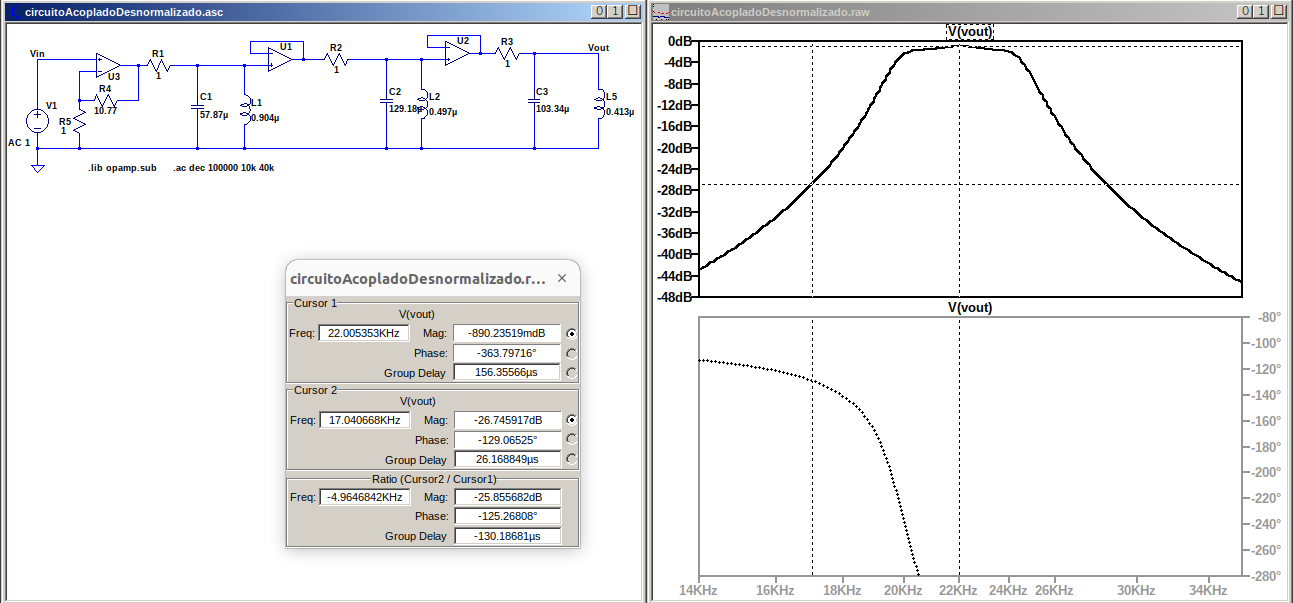 circuitoAcopladoDesnormalizado.asc
Vin
U3
R1
1
R4
10.77
R5
1
V1
AC 1
C1
57.87µ
L1
0.904µ
U1
R2
1
C2
129.18µ
L2
0.497µ
U2
R3
1
C3
103.34µ
Vout
L5
0.413µ
.lib opamp.sub
.ac dec 100000 10k 40k
circuitoAcopladoDesnormalizado.r...
Cursor 1
V(vout)
Freq: 22.005353KHz Mag: -890.23519mdB
Phase: -363.79716°
Group Delay 156.35566µs
Cursor 2
V(vout)
Freq: 17.040668KHz Mag: -26.745917dB
Phase: -129.06525°
Group Delay 26.168849µs
Ratio (Cursor2 / Cursor1)
Freq: -4.9646842KHz Mag: -25.855682dB
Phase: -125.26808°
Group Delay -130.18681µs
circuitoAcopladoDesnormalizado.raw
V(vout)
0dB
-4dB
-8dB
-12dB
-16dB
-20dB
-24dB
-28dB
-32dB
-36dB
-40dB
-44dB
-48dB
V(vout)
-80°
-100°
-120°
-140°
-160°
-180°
-200°
-220°
-240°
-260°
-280°
14KHz 16KHz 18KHz 20KHz 22KHz 24KHz 26KHz 30KHz 34KHz